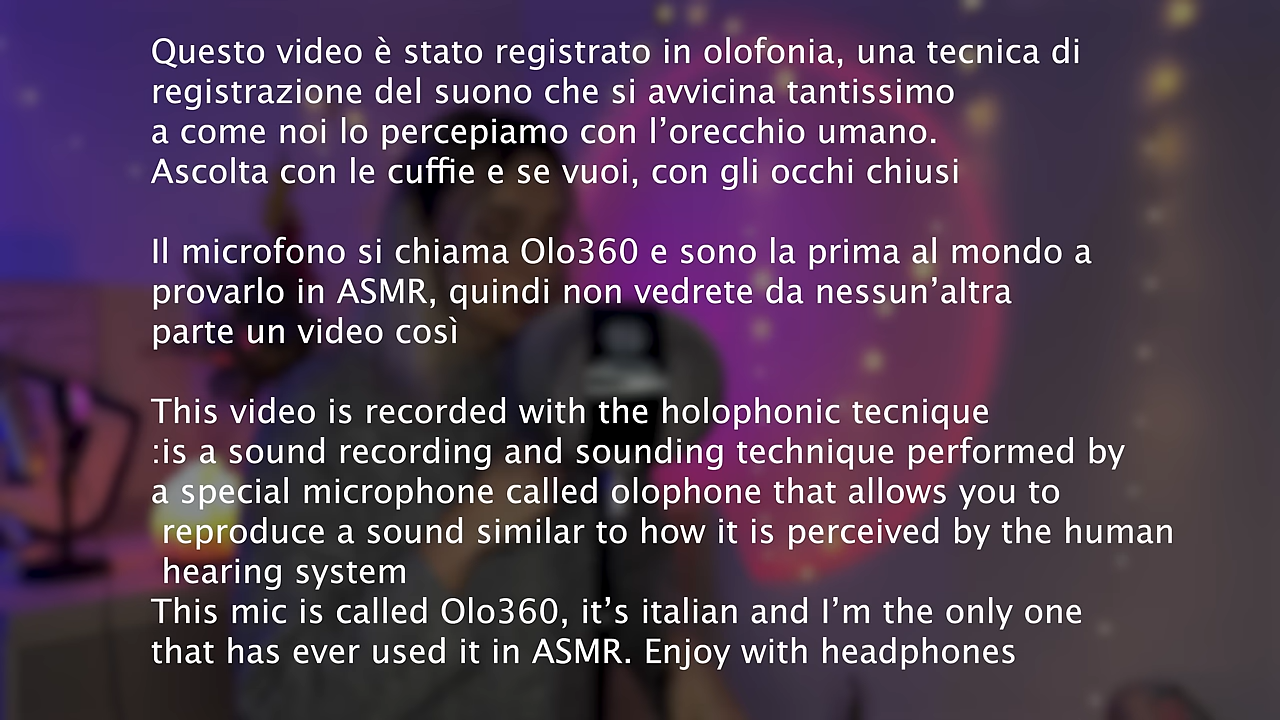 Questo video è stato registrato in olofonia, una tecnica di
registrazione del suono che si avvicina tantissimo
a come noi lo percepiamo con l’orecchio umano.
Ascolta con le cuffie e se vuoi, con gli occhi chiusi
Il microfono si chiama Olo360 e sono la prima al mondo a
provarlo in ASMR, quindi non vedrete da nessun’altra
parte un video così
This video is recorded with the holophonic tecnique
:is a sound recording and sounding technique performed by
a special microphone called olophone that allows you to
reproduce a sound similar to how it is perceived by the human
hearing system
This mic is called Olo360, it’s italian and I’m the only one
that has ever used it in ASMR. Enjoy with headphones